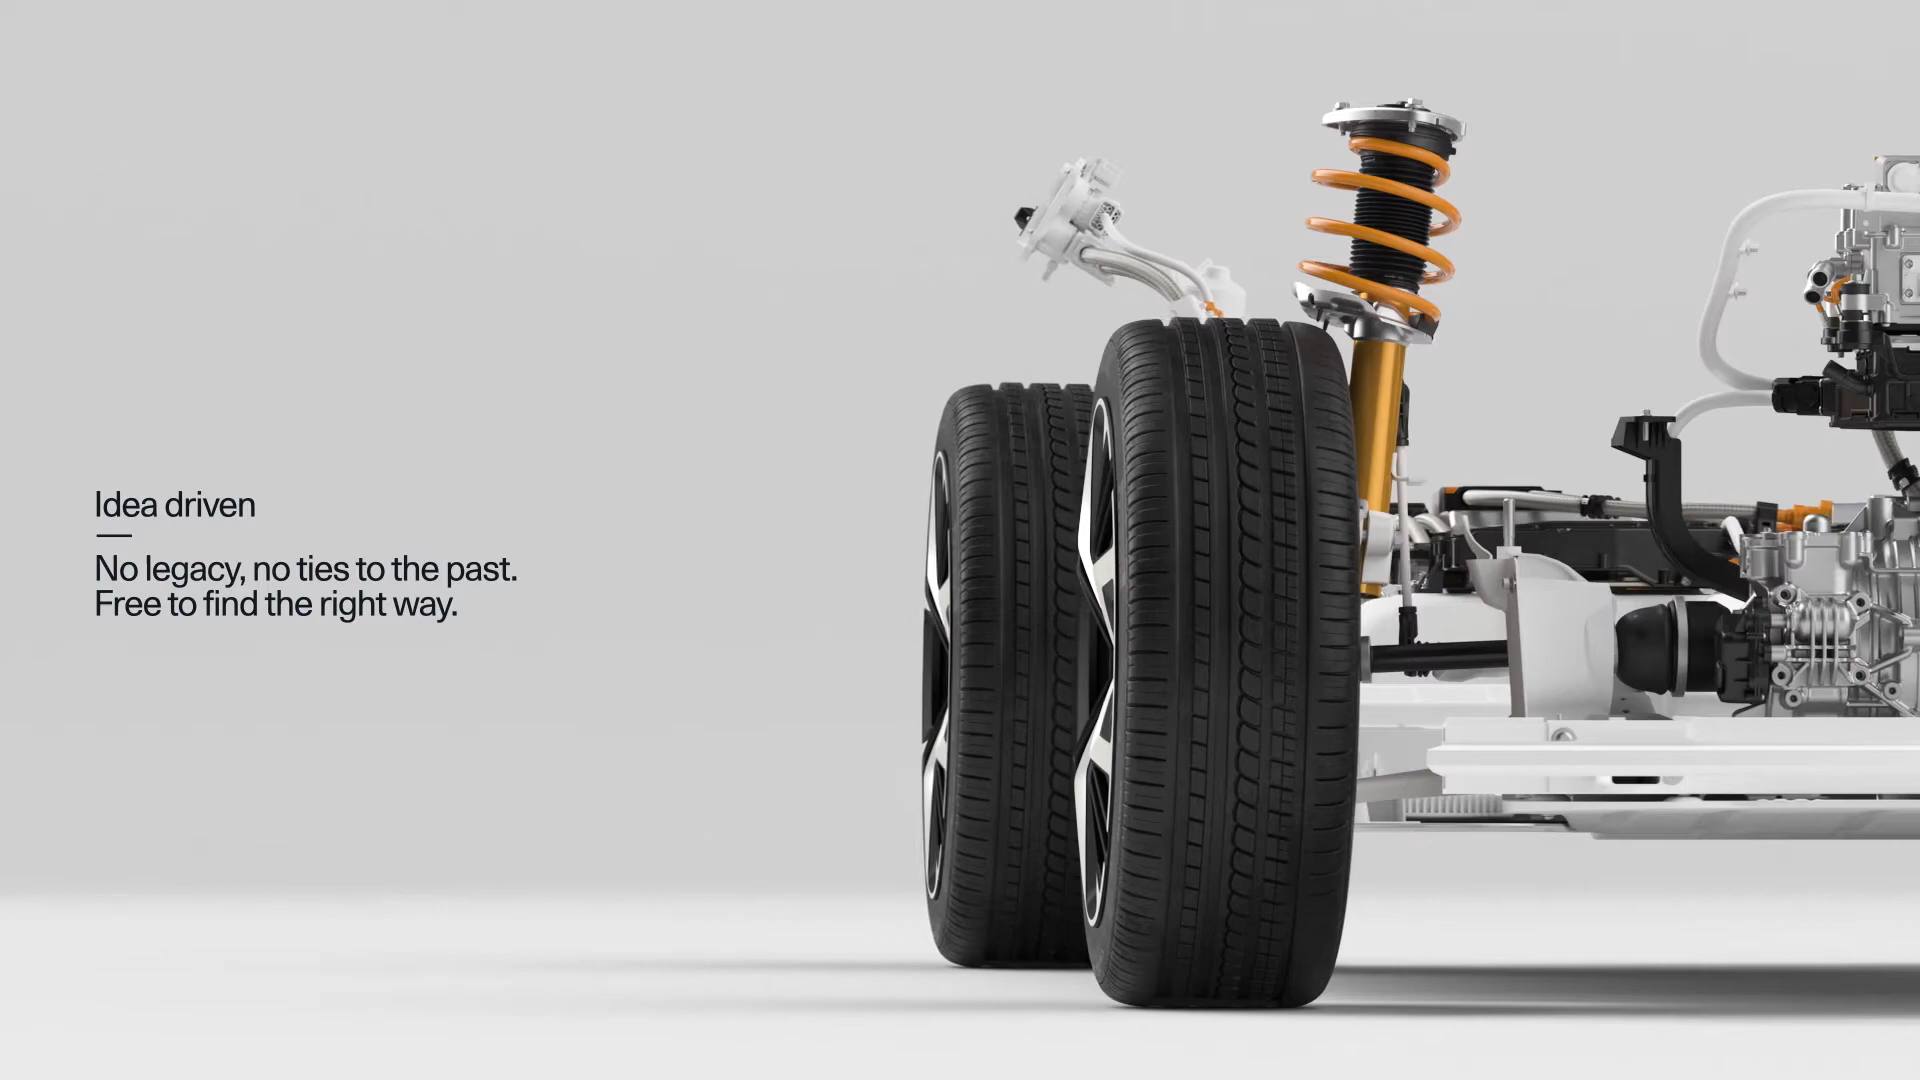 Idea driven
No legacy, no ties to the past.
Free to find the right way.